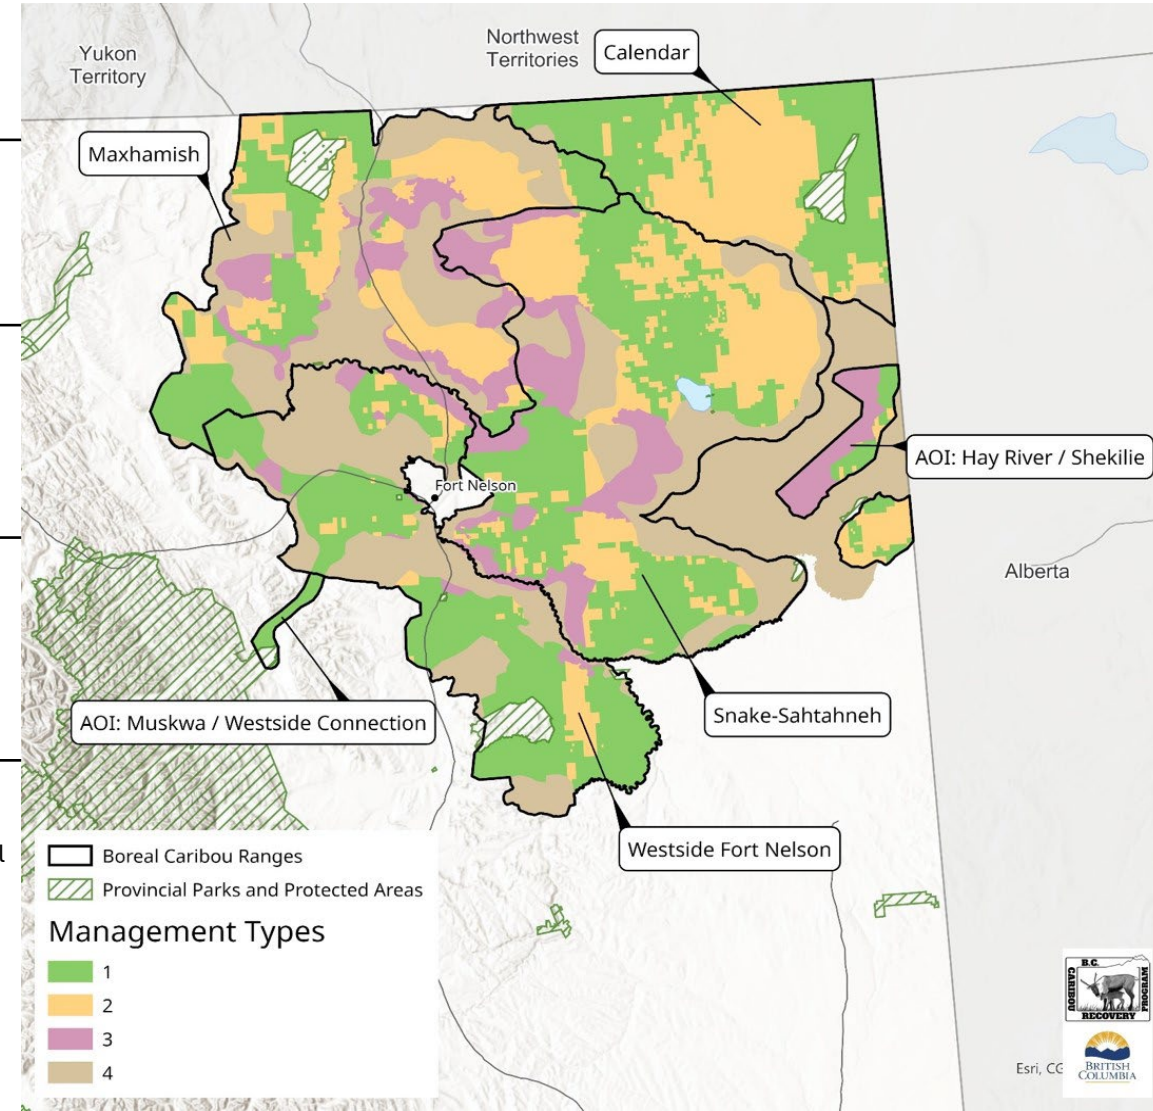 Yukon
Territory
Northwest
Territories
Calendar
Maxhamish
AOI: Hay River / Shekilie
Fort Nelson
Alberta
AOI: Muskwa / Westside Connection
Snake-Sahtahneh
Westside Fort Nelson
l
Boreal Caribou Ranges
Provincial Parks and Protected Areas
Management Types
1
2
3
4
B.C.
CARIBOU
PROGRAM
RECOVERY
Esri, CG
BRITISH
COLUMBIA